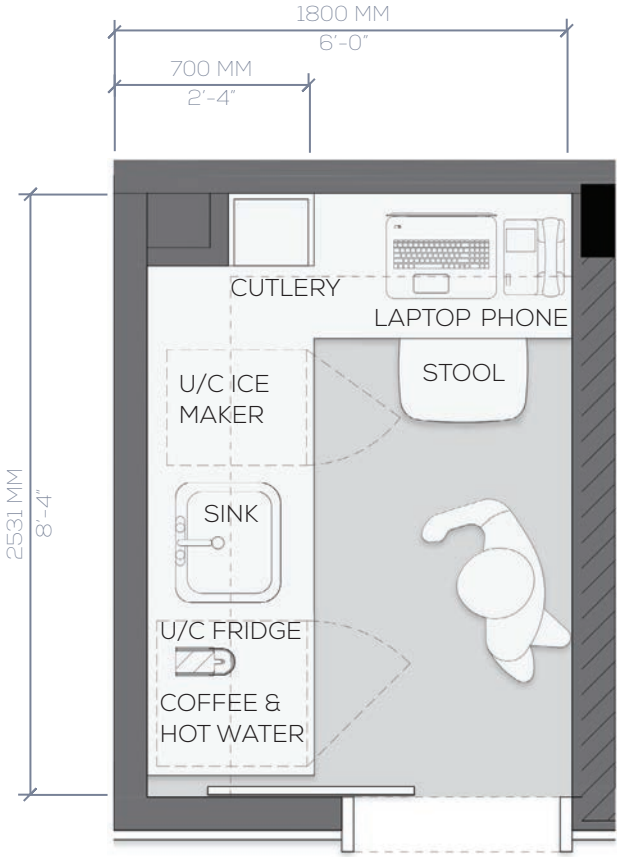 1800 MM
6'-0"
700 MM
2'-4"
2531 MM
8'-4"
CUTLERY
LAPTOP PHONE
U/C ICE
MAKER
STOOL
SINK
U/C FRIDGE
COFFEE &
HOT WATER